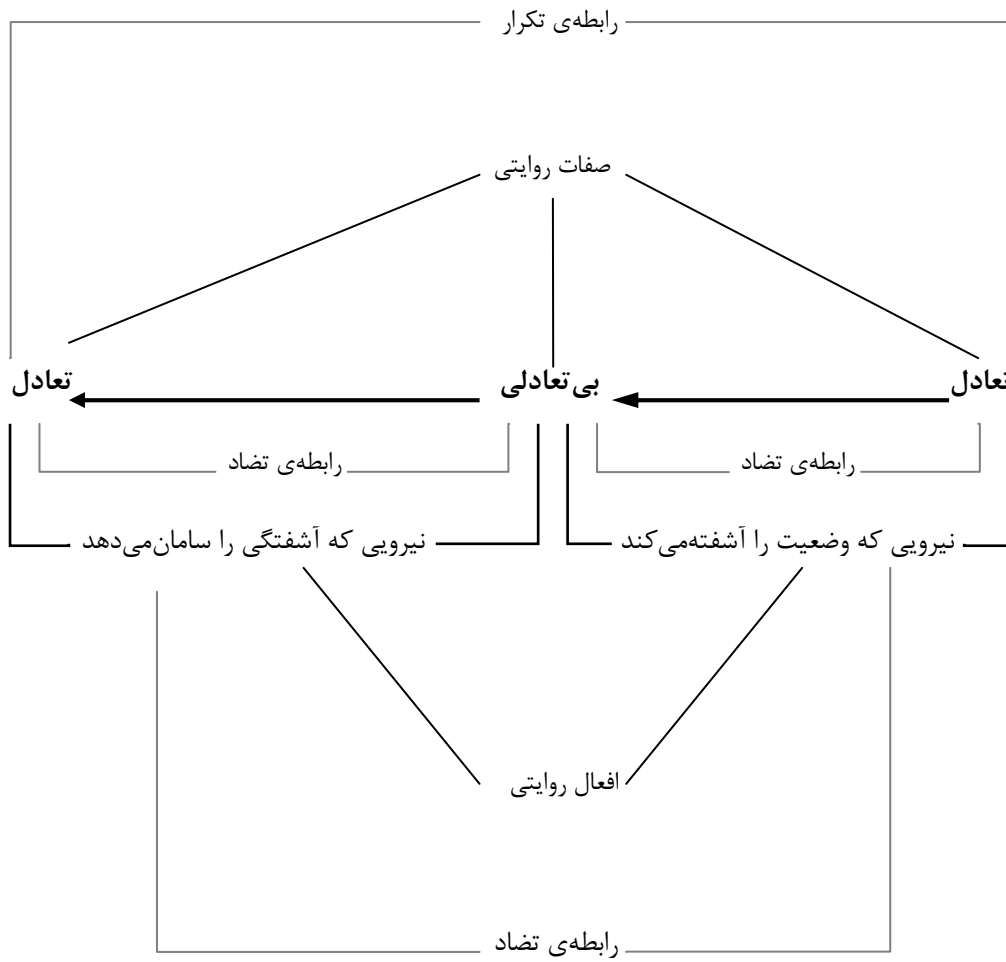 رابطه‌ی تکرار
صفات روایتی
تعادل
بی‌تعادلی
تعادل
رابطه‌ی تضاد
رابطه‌ی تضاد
نیرویی که وضعیت را آشفته‌می‌کند
نیرویی که آشفتگی را سامان‌می‌دهد
افعال روایتی
رابطه‌ی تضاد